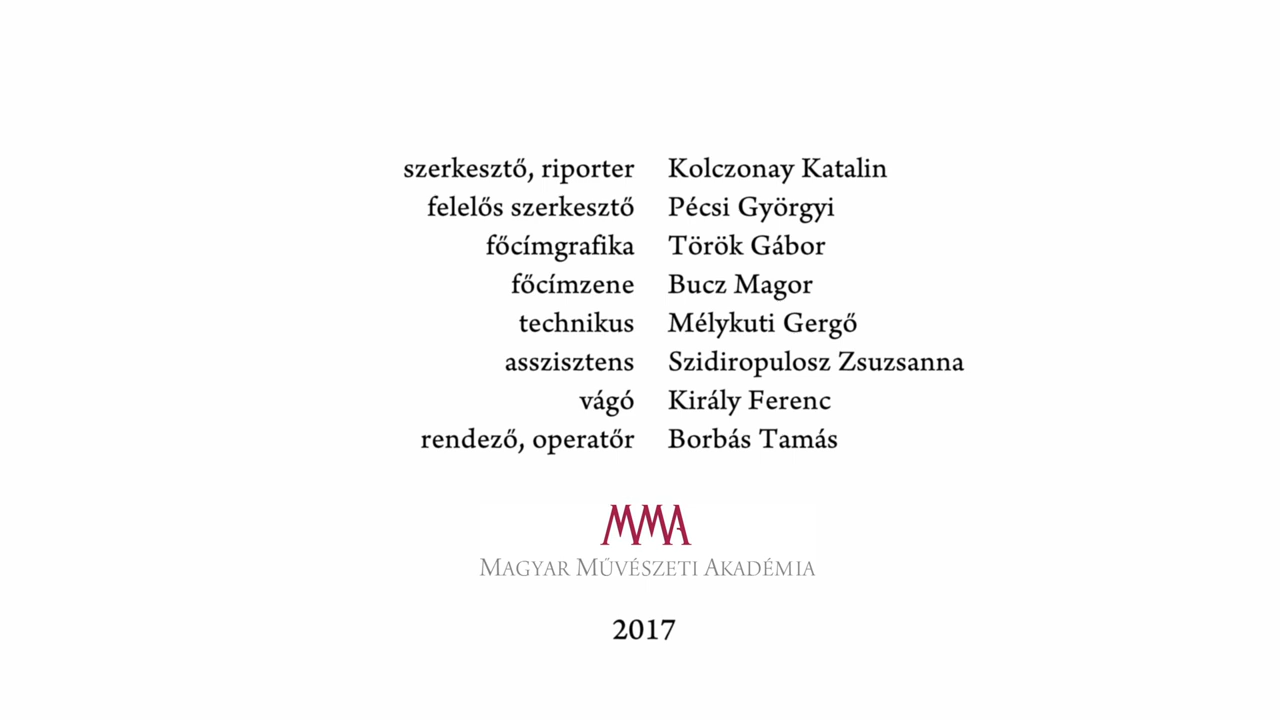 szerkesztő, riporter Kolczonay Katalin
felelős szerkesztő Pécsi Györgyi
főcímgrafika Török Gábor
főcímzene Bucz Magor
technikus Mélykuti Gergő
asszisztens Szidiropulosz Zsuzsanna
vágó Király Ferenc
rendező, operatőr Borbás Tamás
MMA
MAGYAR MŰVÉSZETI AKADÉMIA
2017